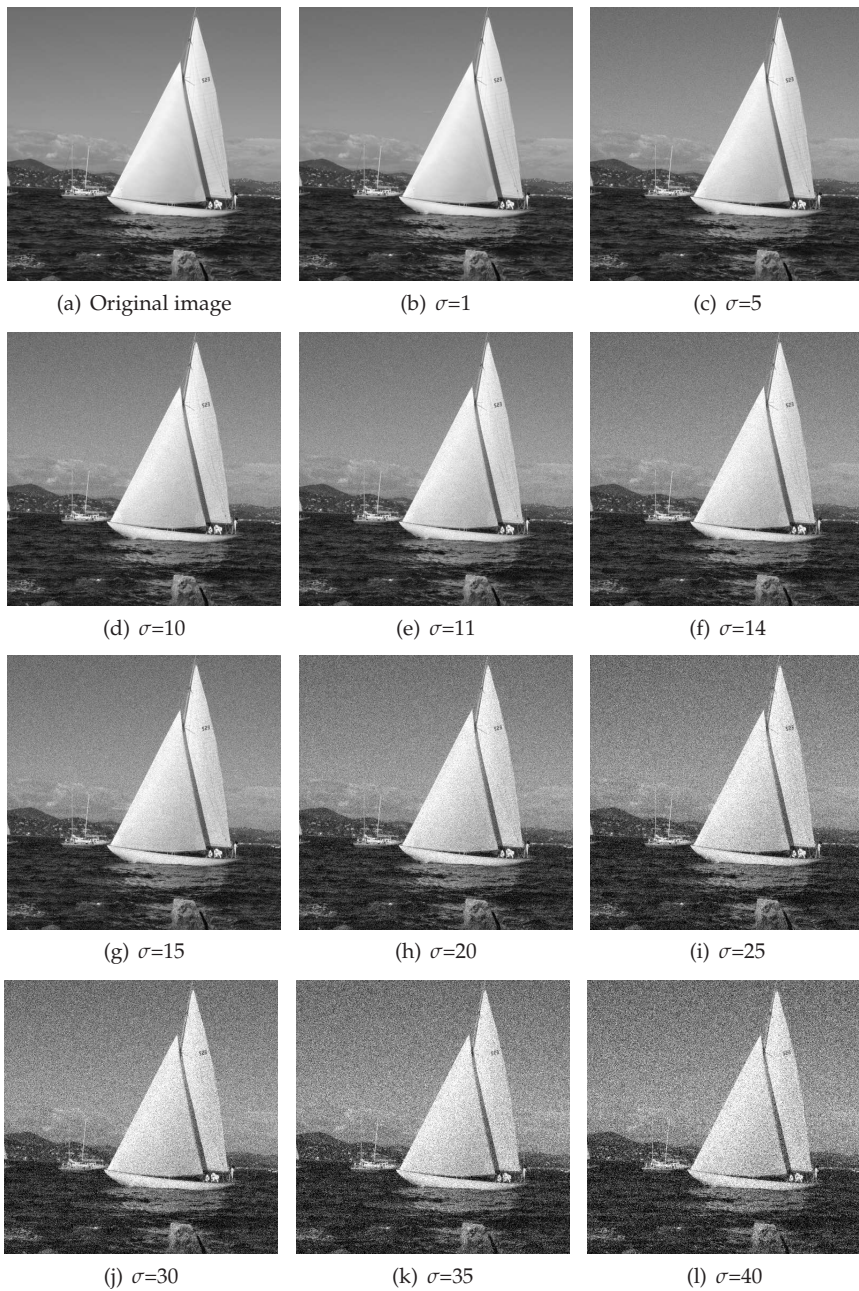 (a) Original image
(b) σ=1
(c) σ=5
(d) σ=10
(e) σ=11
(f) σ=14
(g) σ=15
(h) σ=20
(i) σ=25
(j) σ=30
(k) σ=35
(l) σ=40